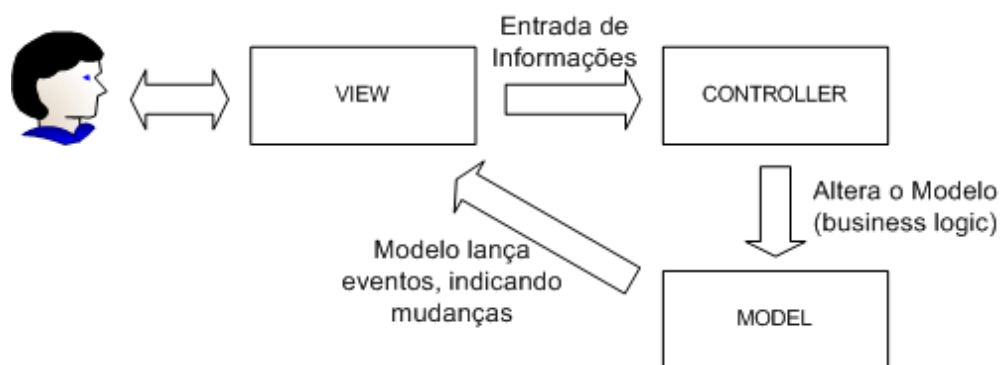 Entrada de
Informações
VIEW
CONTROLLER
Altera o Modelo
(business logic)
Modelo lança
eventos, indicando
mudanças
MODEL